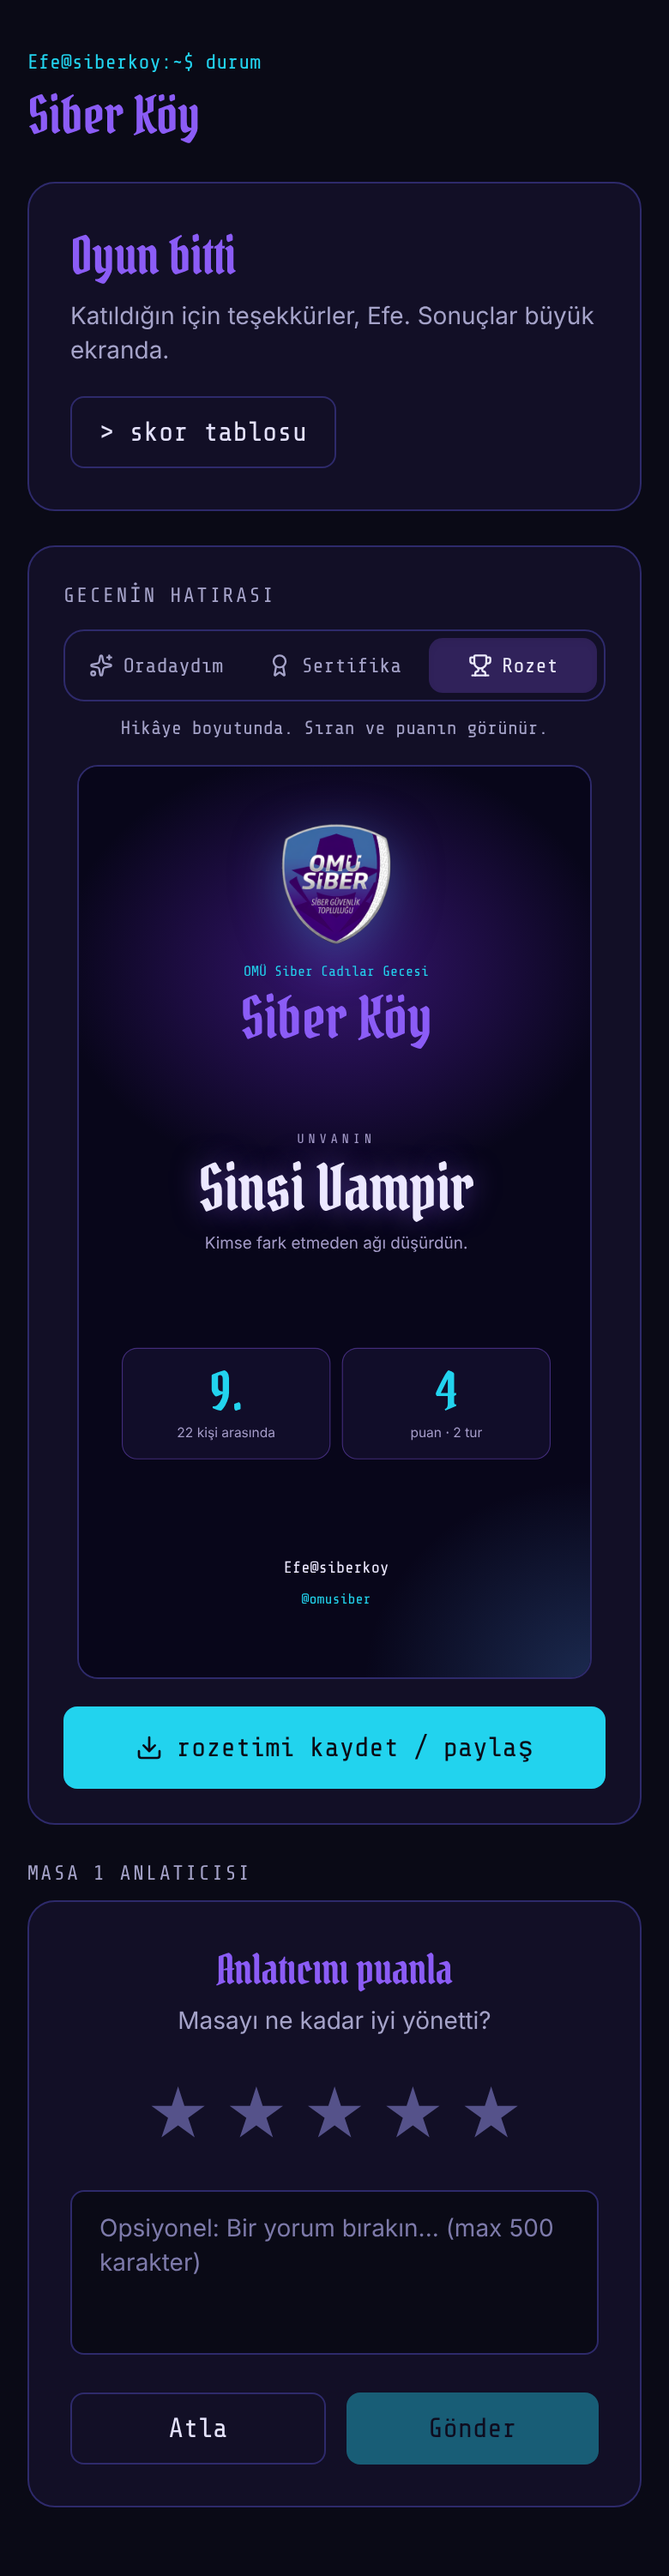 Efe@siberkoy:~$ durum
Siber Köy
Oyun bitti
Katıldığın için teşekkürler, Efe. Sonuçlar büyük
ekranda.
> skor tablosu
GECENİN HATIRASI
Oradaydım
Sertifika
Rozet
Hikâye boyutunda. Sıran ve puanın görünür.
OMÜ
SİBER
SİBER GÜVENLİK
TOPLULUĞU
OMÜ Siber Cadılar Gecesi
Siber Köy
UNVANIN
Sinsi Vampir
Kimse fark etmeden ağı düşürdün.
9.
22 kişi arasında
4
puan · 2 tur
Efe@siberkoy
@omusiber
rozetimi kaydet / paylaş
MASA 1 ANLATICISI
Anlatıcını puanla
Masayı ne kadar iyi yönetti?
Opsiyonel: Bir yorum bırakın... (max 500
karakter)
Atla
Gönder